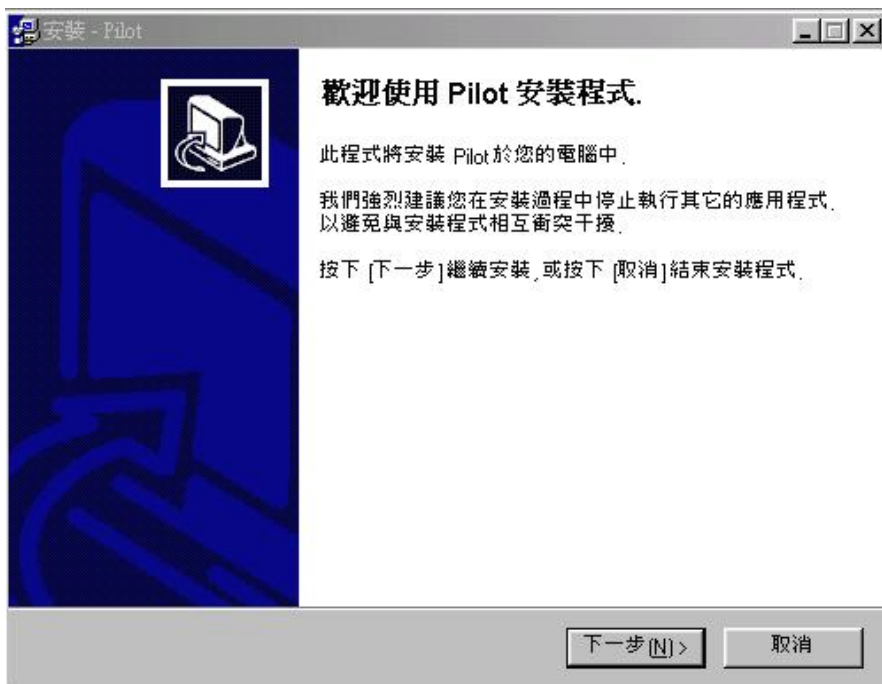 安裝 - Pilot
歡迎使用 Pilot 安裝程式.
此程式將安裝 Pilot 於您的電腦中.
我們強烈建議您在安裝過程中停止執行其它的應用程式,
以避免與安裝程式相互衝突干擾.
按下 [下一步]繼續安裝,或按下 [取消]結束安裝程式.
下一步(N) >
取消